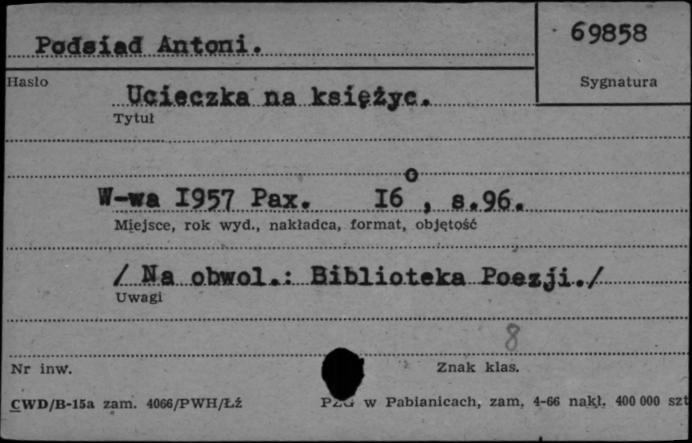 Podsiad Antoni.
69858
Hasło
Sygnatura
Ucieczka na księżyc.
Tytuł
W-wa 1957 Pax. 16°, s.96.
Miejsce, rok wyd., nakładca, format, objętość
/ Na obwol.: Biblioteka Poezji./
Uwagi
8
Nr inw.
Znak klas.
CWD/B-15a zam. 4066/PWH/Łź
PZG w Pabianicach, zam. 4-66 nakł. 400 000 szt